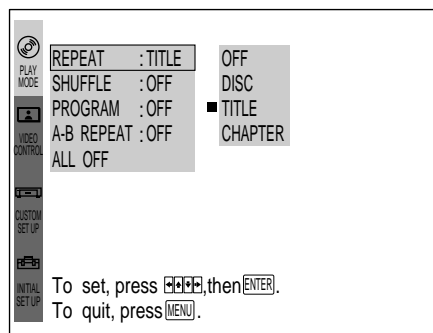 PLAY
MODE
VIDEO
CONTROL
CUSTOM
SET UP
INITIAL
SET UP
REPEAT :TITLE
SHUFFLE :OFF
PROGRAM :OFF
A-B REPEAT :OFF
ALL OFF
OFF
DISC
TITLE
CHAPTER
To set, press ,then ENTER.
To quit, press MENU.